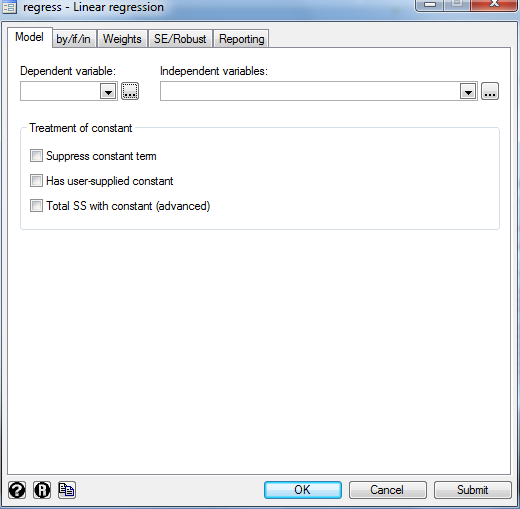 regress - Linear regression
Model by/if/in Weights SE/Robust Reporting
Dependent variable: Independent variables:
... ...
Treatment of constant
Suppress constant term
Has user-supplied constant
Total SS with constant (advanced)
? R OK Cancel Submit